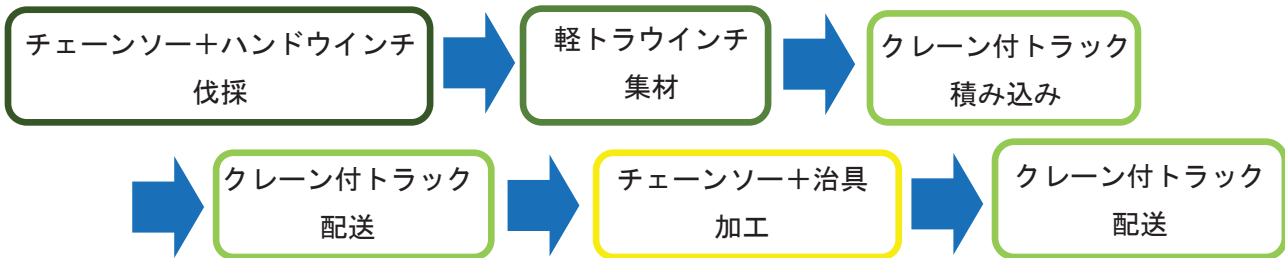 チェーンソー＋ハンドウインチ
伐採
軽トラウインチ
集材
クレーン付トラック
積み込み
クレーン付トラック
配送
チェーンソー＋治具
加工
クレーン付トラック
配送